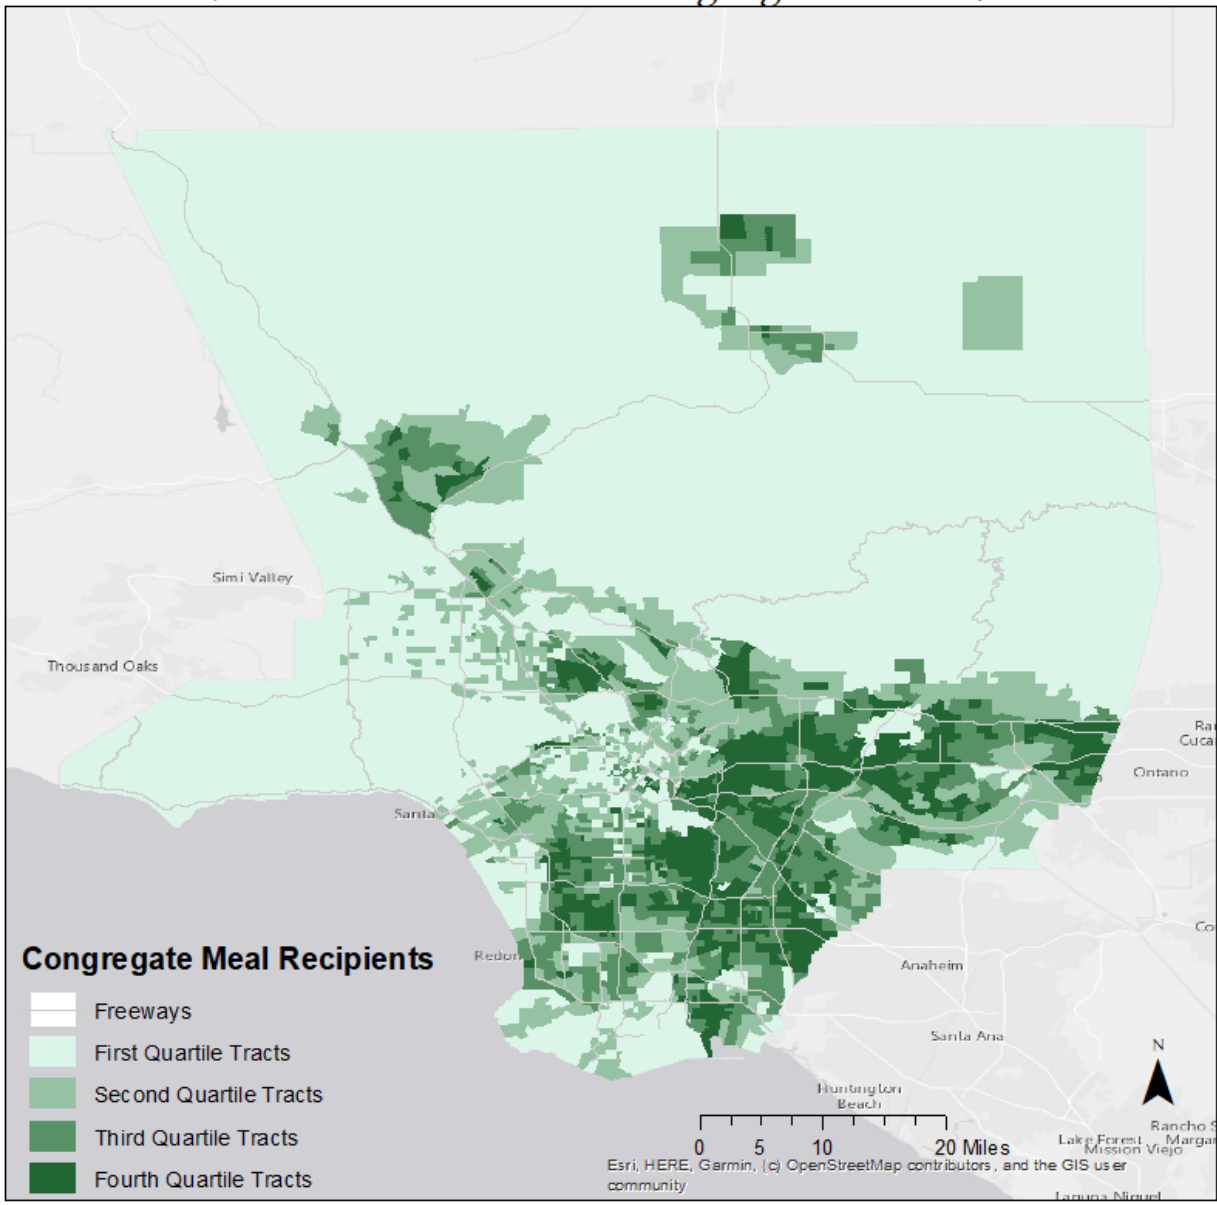 Simi Valley
Thousand Oaks
Ontario
Santa
Redon
Anaheim
Santa Ana
Huntington
Beach
Congregate Meal Recipients
Freeways
First Quartile Tracts
Second Quartile Tracts
Third Quartile Tracts
Fourth Quartile Tracts
N
0 5 10 20 Miles
Lake Forest
Mission Viejo
Rancho S
Margar
Laguna Niguel
Esri, HERE, Garmin, (c) OpenStreetMap contributors, and the GIS user
community